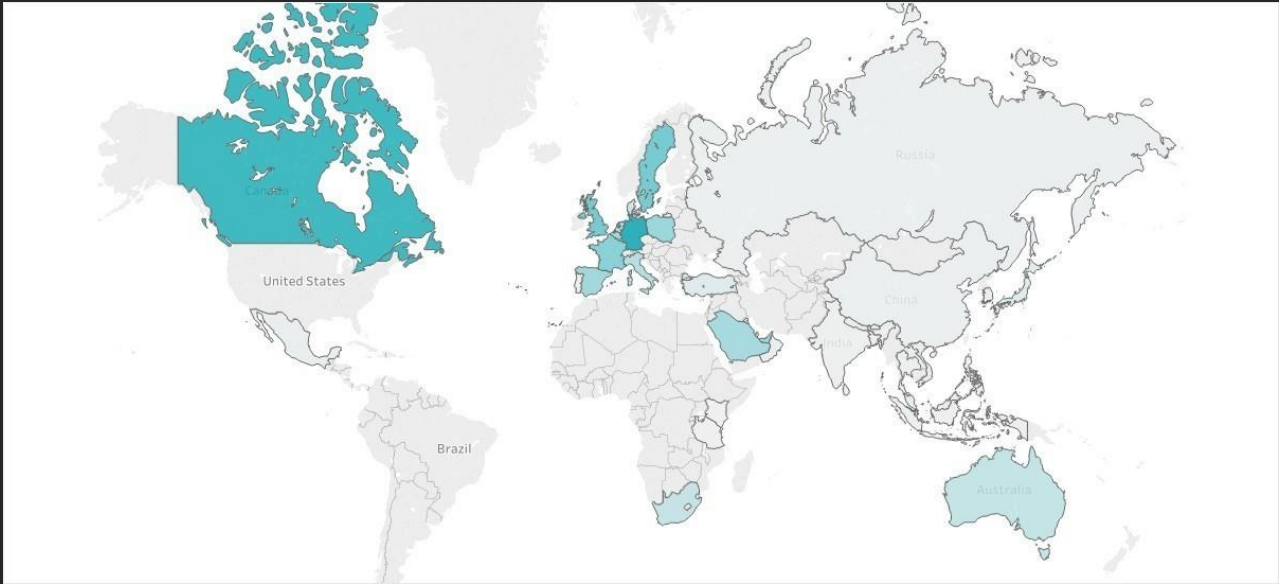 Russia
Canada
United States
China
India
Brazil
Australia